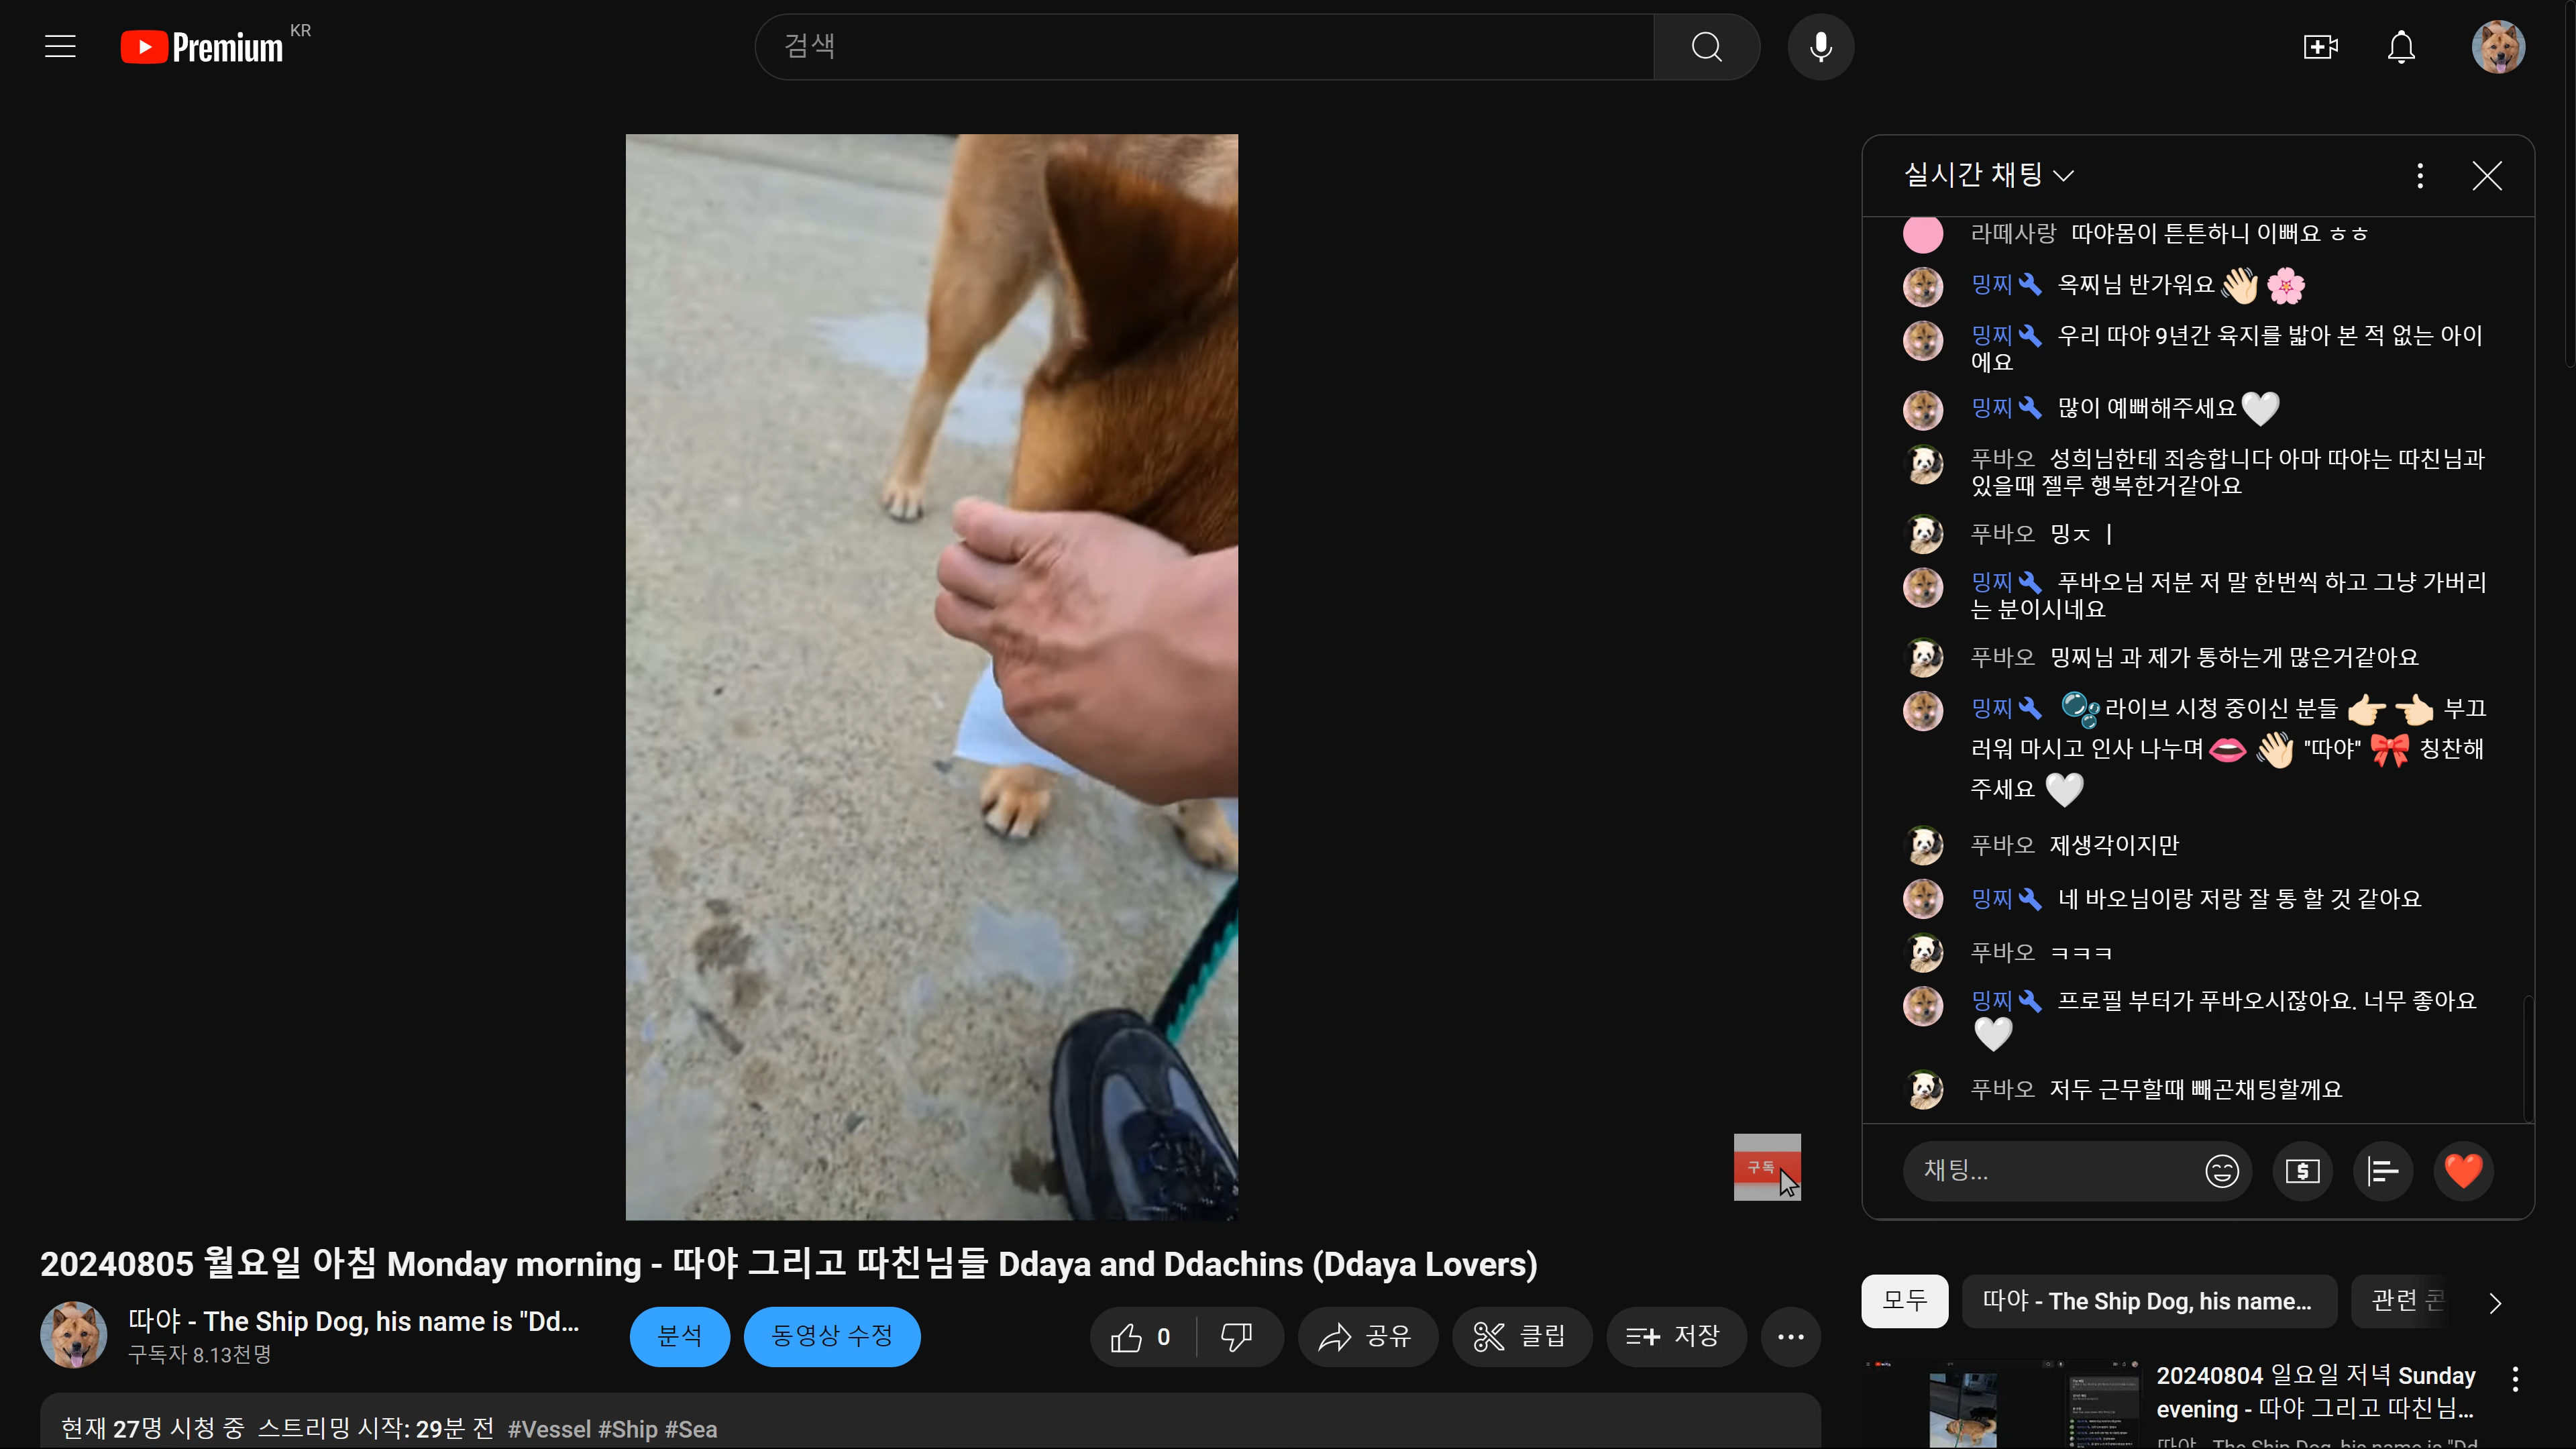 Premium KR
검색
실시간 채팅
라떼사랑 따야몸이 튼튼하니 이뻐요 ㅎㅎ
밍찌 옥찌님 반가워요
밍찌 우리 따야 9년간 육지를 밟아 본 적 없는 아이
에요
밍찌 많이 예뻐해주세요
푸바오 성희님한데 죄송합니다 아마 따야는 따친님과
있을때 젤루 행복한거같아요
푸바오 밍ㅈㅣ
밍찌 푸바오님 저분 저 말 한번씩 하고 그냥 가버리
는 분이시네요
푸바오 밍찌님 과 제가 통하는게 많은거같아요
밍찌 라이브 시청 중이신 분들 부끄
러워 마시고 인사 나누며 "따야" 칭찬해
주세요
푸바오 제생각이지만
밍찌 네 바오님이랑 저랑 잘 통 할 것 같아요
푸바오 ㅋㅋㅋ
밍찌 프로필 부터가 푸바오시잖아요. 너무 좋아요
푸바오 저두 근무할때 빼곤채팅할께요
채팅...
구독
20240805 월요일 아침 Monday morning - 따야 그리고 따친님들 Ddaya and Ddachins (Ddaya Lovers)
따야 - The Ship Dog, his name is "Dd...
구독자 8.13천명
분석
동영상 수정
0
공유
클립
저장
현재 27명 시청 중 스트리밍 시작: 29분 전 #Vessel #Ship #Sea
모두
따야 - The Ship Dog, his name...
관련
20240804 일요일 저녁 Sunday
evening - 따야 그리고 따친님...